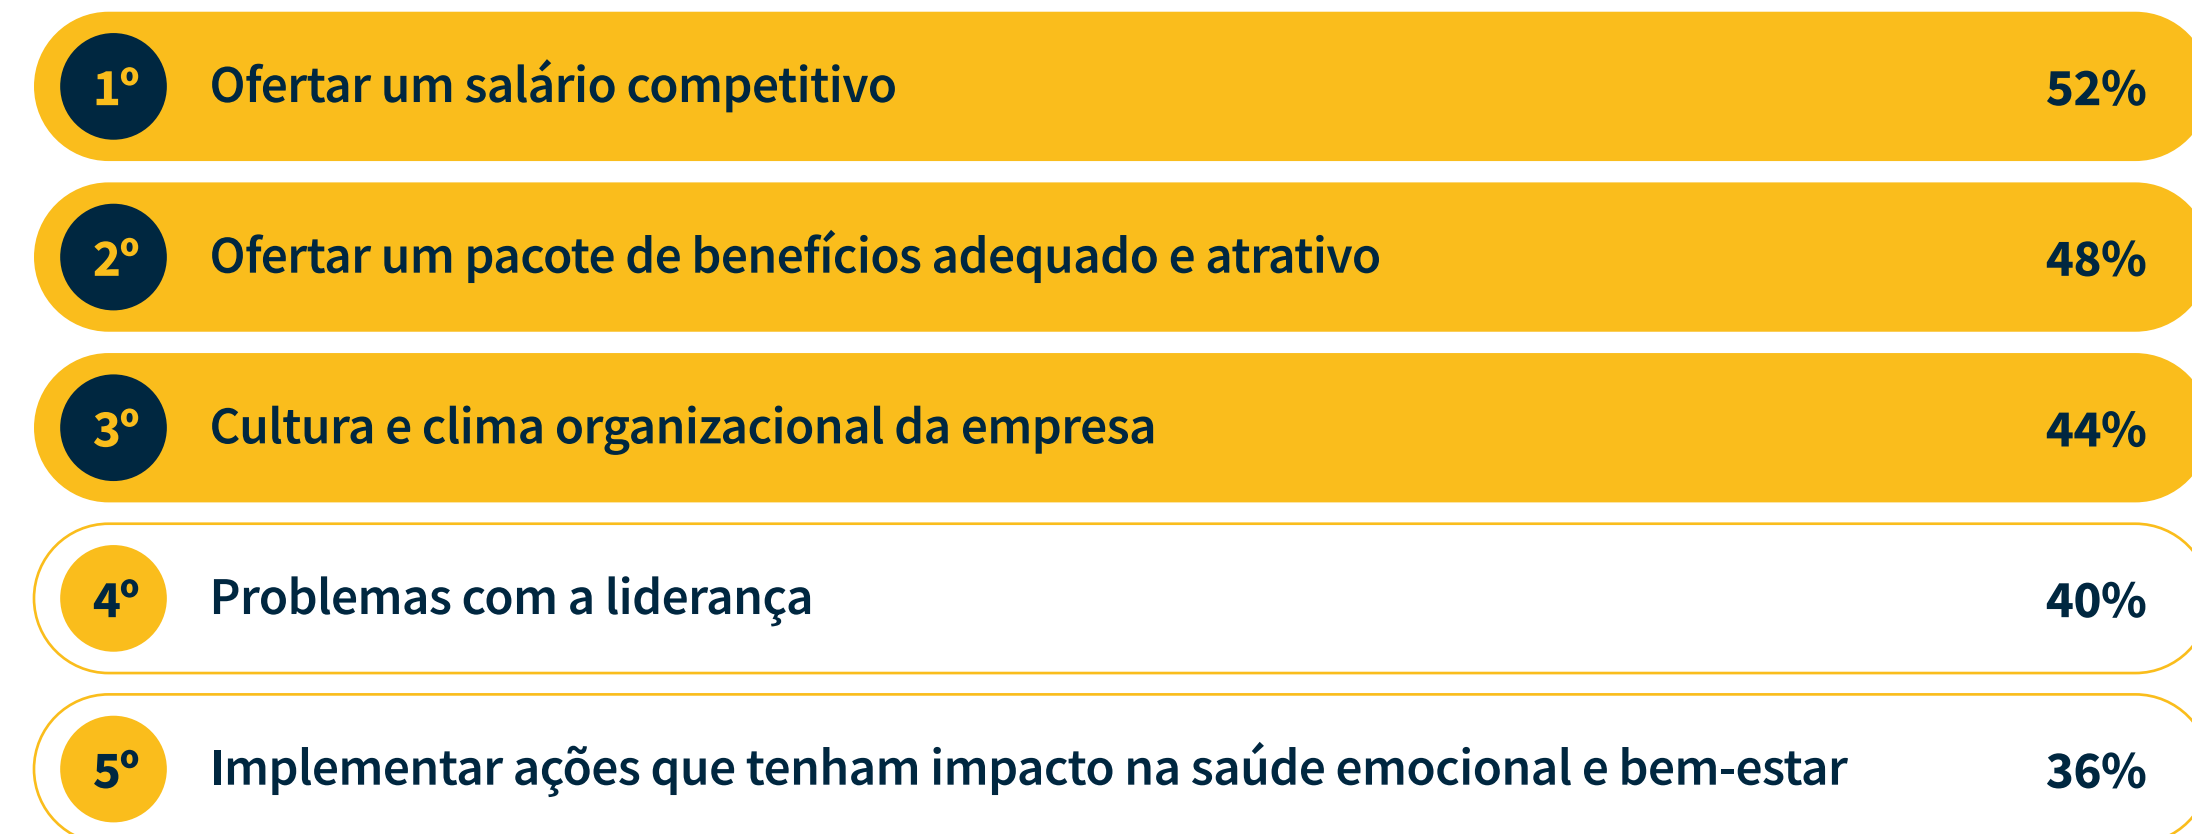 1º Ofertar um salário competitivo 52%
2º Ofertar um pacote de benefícios adequado e atrativo 48%
3º Cultura e clima organizacional da empresa 44%
4º Problemas com a liderança 40%
5º Implementar ações que tenham impacto na saúde emocional e bem-estar 36%